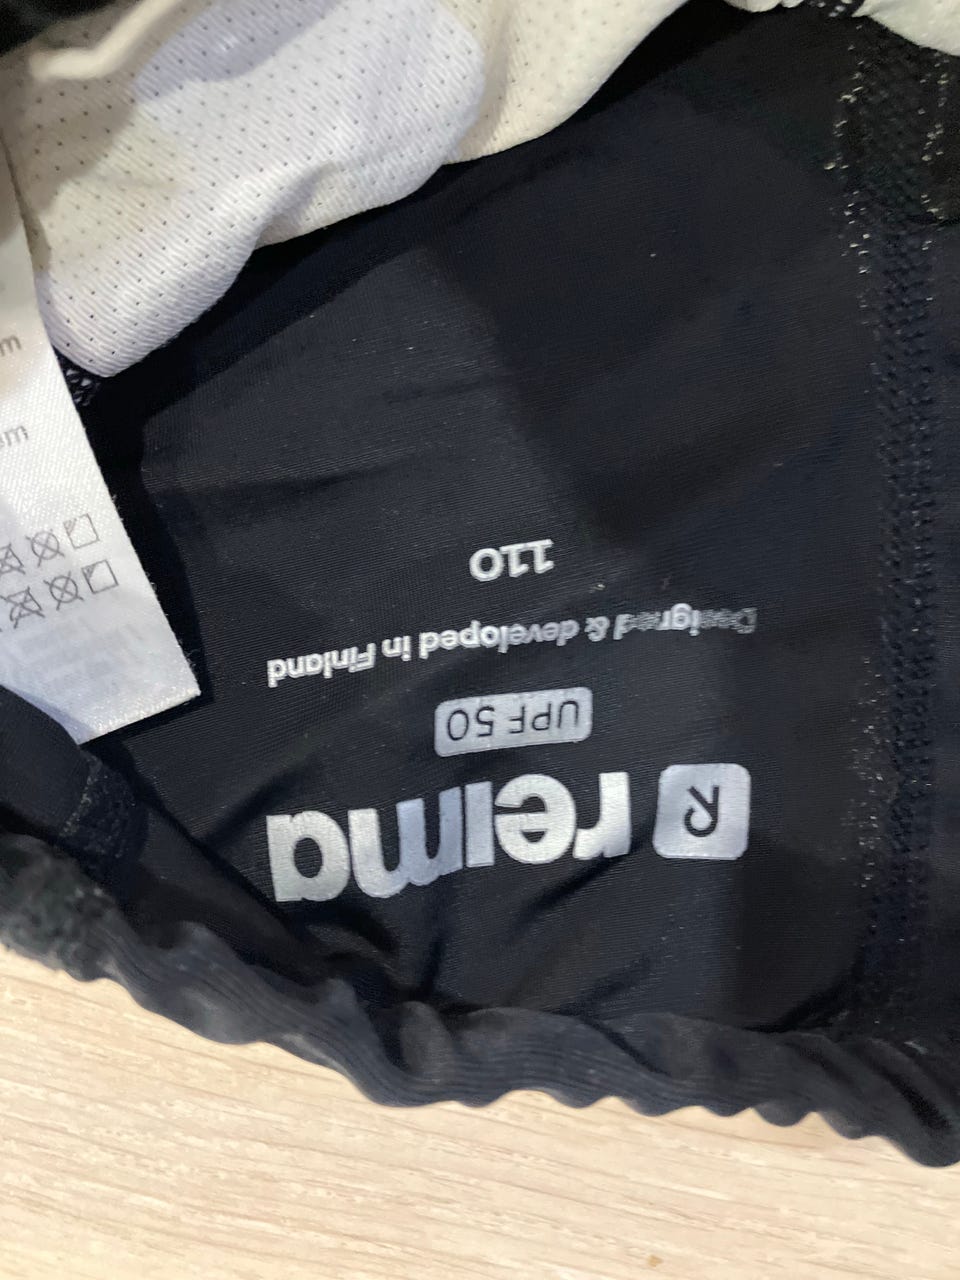 R reima
UPF 50
Designed & developed in Finland
110
m